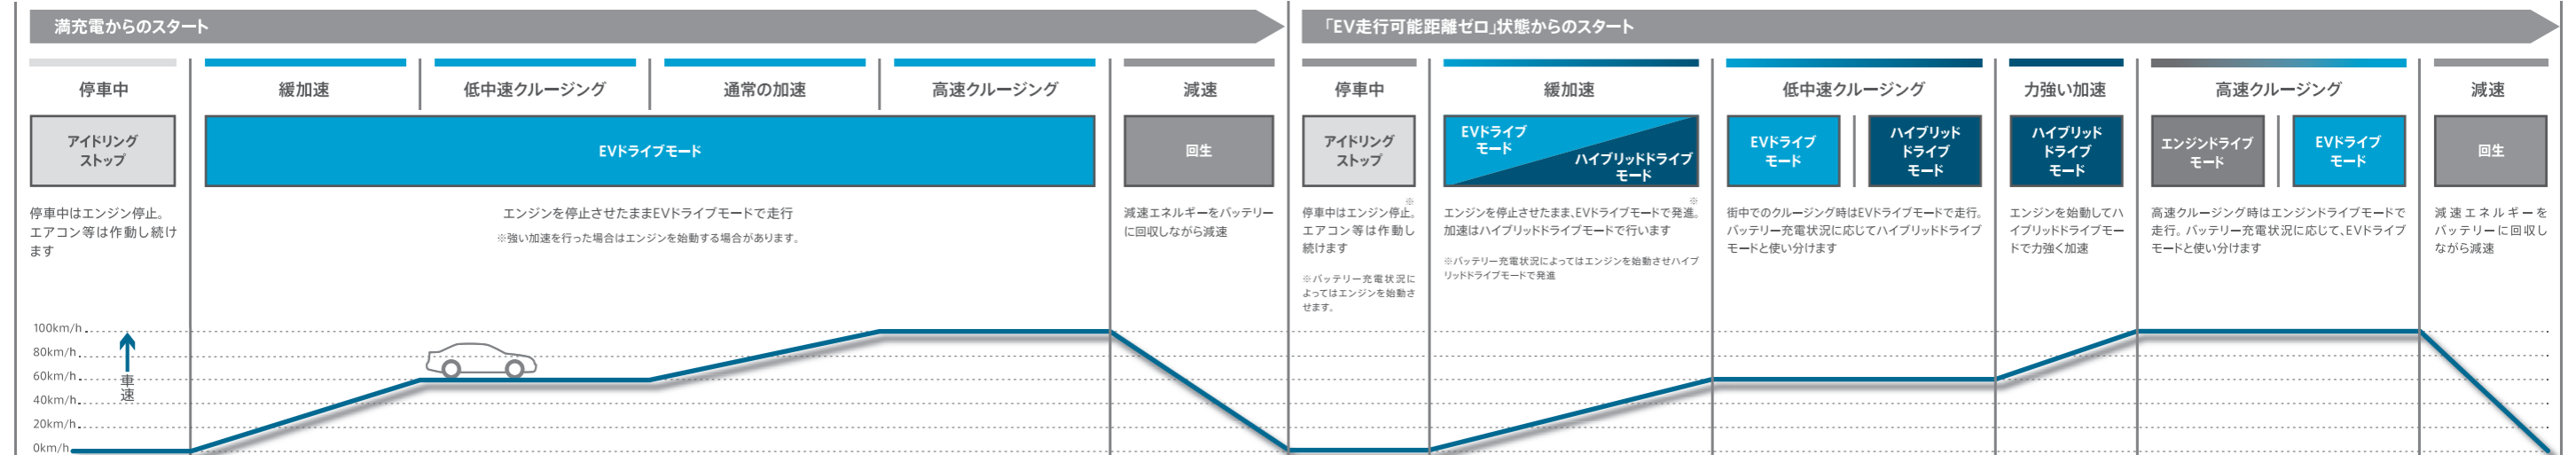 満充電からのスタート
「EV走行可能距離ゼロ」状態からのスタート
停車中
緩加速
低中速クルージング
通常の加速
高速クルージング
減速
停車中
緩加速
低中速クルージング
力強い加速
高速クルージング
減速
アイドリング
ストップ
EVドライブモード
回生
アイドリング
ストップ
EVドライブ
モード
ハイブリッドドライブ
モード
EVドライブ
モード
ハイブリッド
ドライブ
モード
ハイブリッド
ドライブ
モード
エンジンドライブ
モード
EVドライブ
モード
回生
停車中はエンジン停止。
エアコン等は作動し続け
ます
エンジンを停止させたままEVドライブモードで走行
※強い加速を行った場合はエンジンを始動する場合があります。
減速エネルギーをバッテリー
に回収しながら減速
※
停車中はエンジン停止。
エアコン等は作動し
続けます
※バッテリー充電状況に
よってはエンジンを始動さ
せます。
※
エンジンを停止させたまま、EVドライブモードで発進。
加速はハイブリッドドライブモードで行います
※バッテリー充電状況によってはエンジンを始動させハイブ
リッドドライブモードで発進
街中でのクルージング時はEVドライブモードで走行。
バッテリー充電状況に応じてハイブリッドドライブ
モードと使い分けます
エンジンを始動してハ
イブリッドドライブモー
ドで力強く加速
高速クルージング時はエンジンドライブモードで
走行。バッテリー充電状況に応じて、EVドライブ
モードと使い分けます
減速エネルギーを
バッテリーに回収し
ながら減速
100km/h
80km/h
60km/h
40km/h
20km/h
0km/h
車速